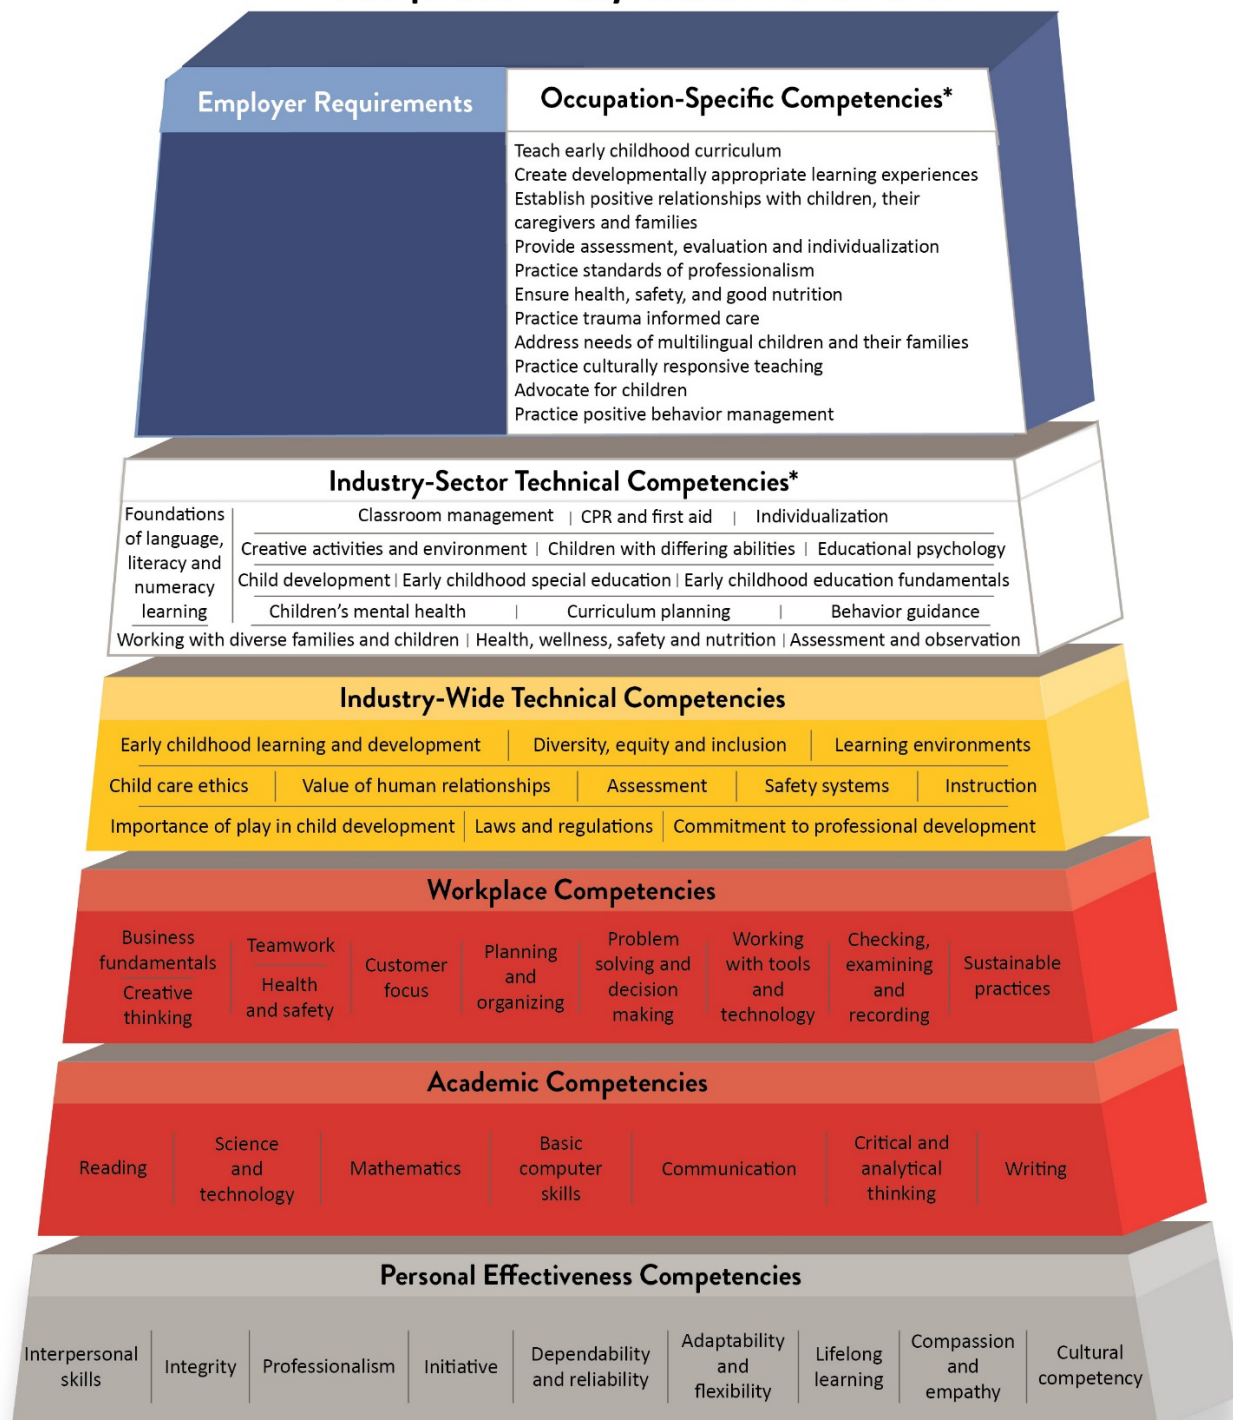 Employer Requirements
Occupation-Specific Competencies*
Teach early childhood curriculum
Create developmentally appropriate learning experiences
Establish positive relationships with children, their
caregivers and families
Provide assessment, evaluation and individualization
Practice standards of professionalism
Ensure health, safety, and good nutrition
Practice trauma informed care
Address needs of multilingual children and their families
Practice culturally responsive teaching
Advocate for children
Practice positive behavior management
Industry-Sector Technical Competencies*
Foundations
of language,
literacy and
numeracy
learning
Classroom management | CPR and first aid | Individualization
Creative activities and environment | Children with differing abilities | Educational psychology
Child development | Early childhood special education | Early childhood education fundamentals
Children's mental health | Curriculum planning | Behavior guidance
Working with diverse families and children | Health, wellness, safety and nutrition | Assessment and observation
Industry-Wide Technical Competencies
Early childhood learning and development | Diversity, equity and inclusion | Learning environments
Child care ethics | Value of human relationships | Assessment | Safety systems | Instruction
Importance of play in child development | Laws and regulations | Commitment to professional development
Workplace Competencies
Business
fundamentals
Creative
thinking
Teamwork
Health
and safety
Customer
focus
Planning
and
organizing
Problem
solving and
decision
making
Working
with tools
and
technology
Checking,
examining
and
recording
Sustainable
practices
Academic Competencies
Reading
Science
and
technology
Mathematics
Basic
computer
skills
Communication
Critical and
analytical
thinking
Writing
Personal Effectiveness Competencies
Interpersonal
skills
Integrity
Professionalism
Initiative
Dependability
and reliability
Adaptability
and
flexibility
Lifelong
learning
Compassion
and
empathy
Cultural
competency